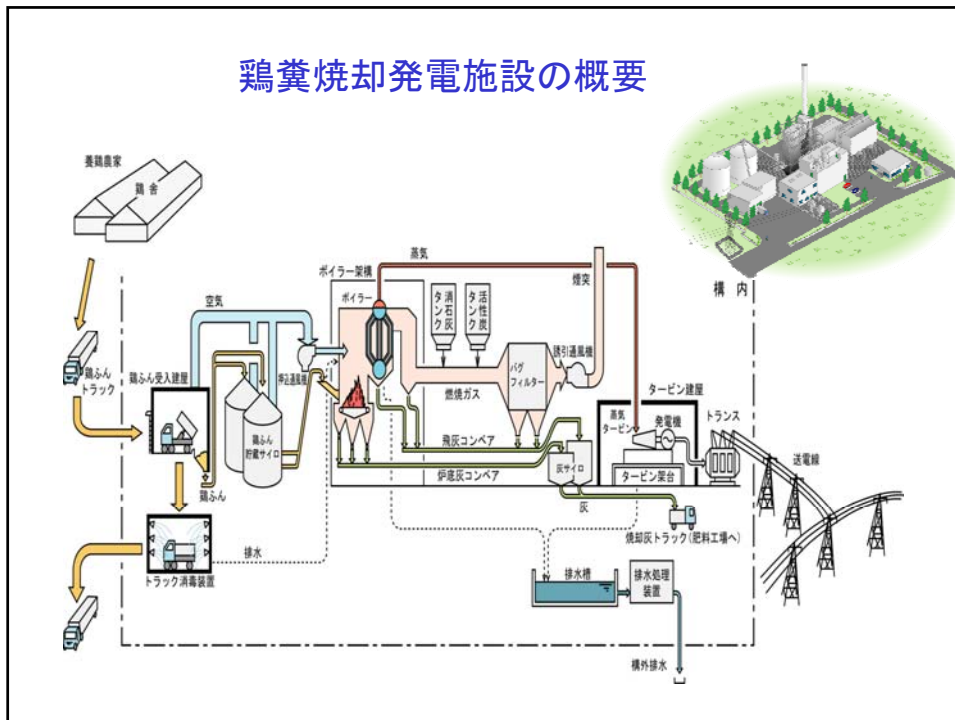 鶏糞焼却発電施設の概要
養鶏農家
鶏舎
鶏ふん
トラック
鶏ふん受入建屋
空気
押込通風機
鶏ふん
貯蔵サイロ
鶏ふん
トラック消毒装置
排水
蒸気
ボイラー架構
ボイラー
消石灰
タンク
活性炭
タンク
燃焼ガス
バグ
フィルター
誘引通風機
煙突
構内
飛灰コンベア
炉底灰コンベア
灰サイロ
灰
タービン建屋
蒸気
タービン
発電機
タービン架台
トランス
送電線
焼却灰トラック(肥料工場へ)
排水槽
排水処理
装置
構外排水